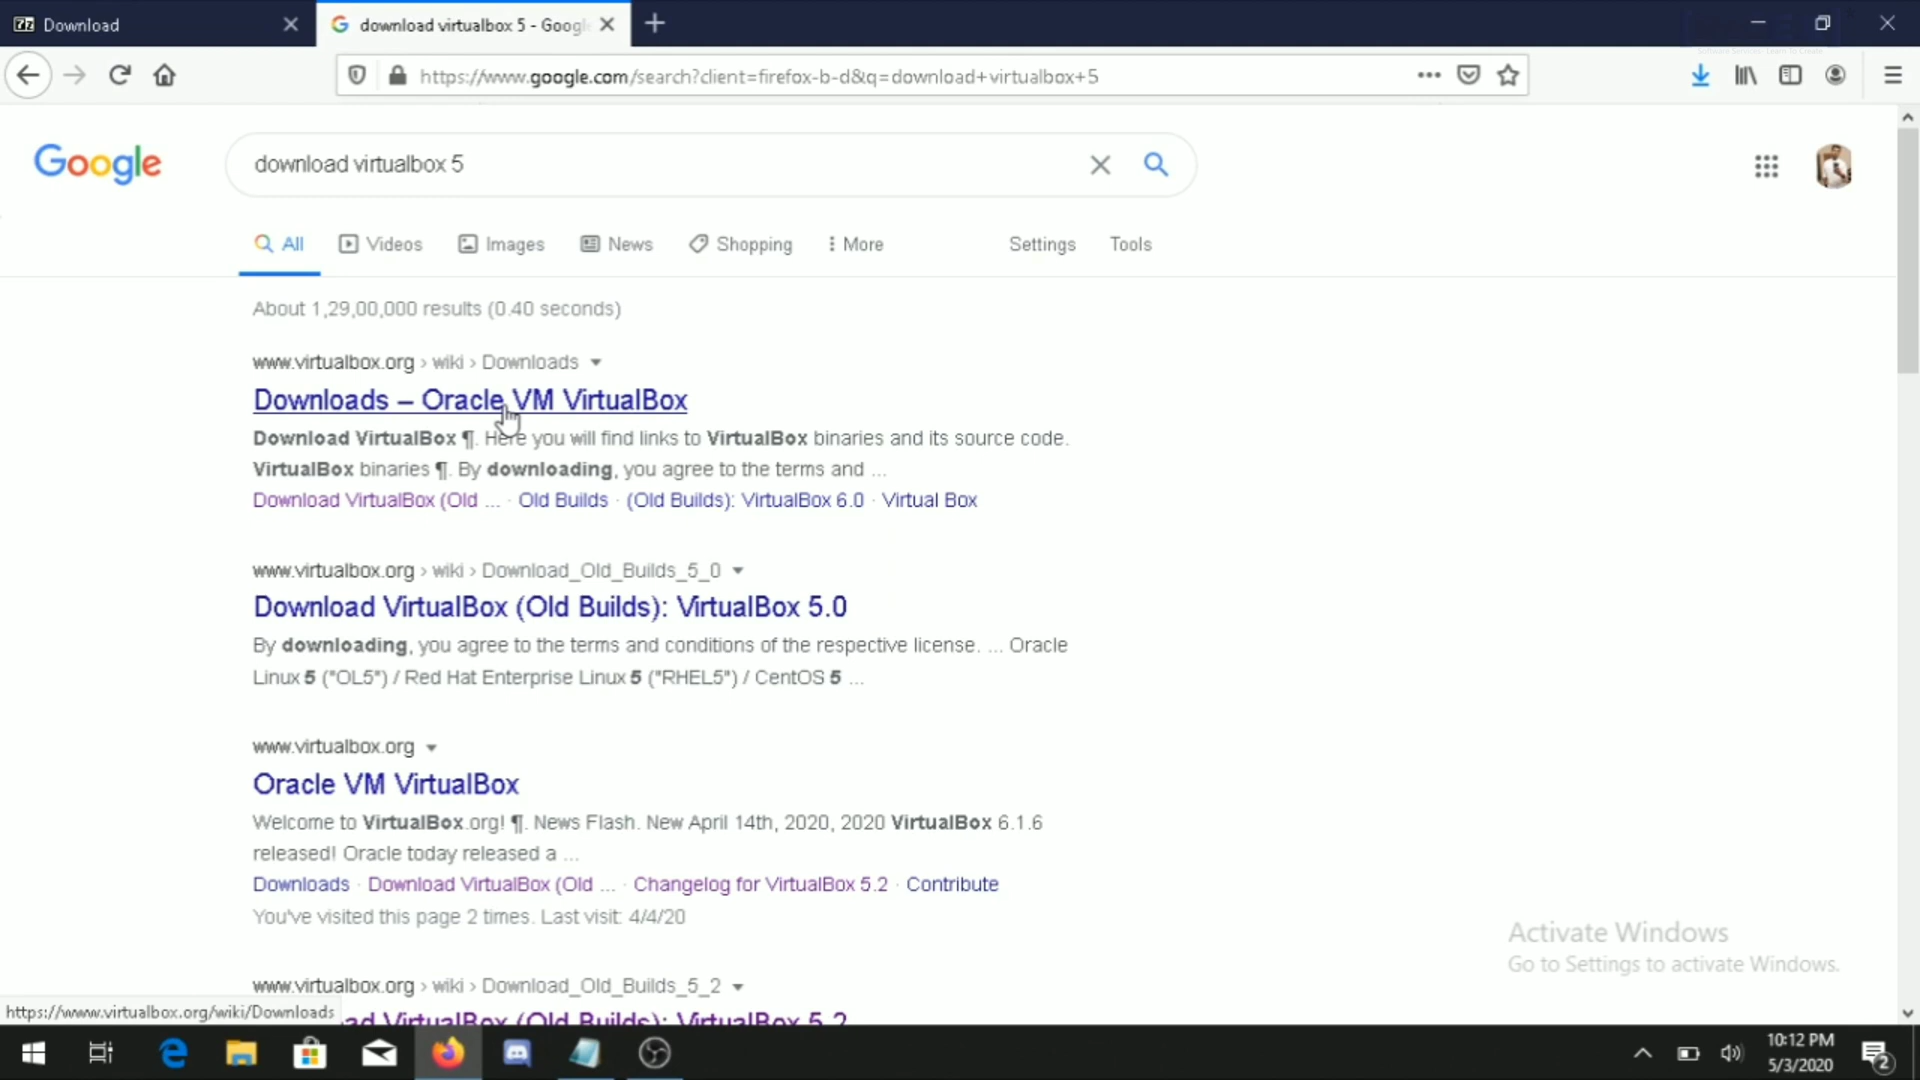 Download
download virtualbox 5 - Googl
https://www.google.com/search?client=firefox-b-d&q=download+virtualbox+5
Google
download virtualbox 5
All
Videos
Images
News
Shopping
More
Settings
Tools
About 1,29,00,000 results (0.40 seconds)
www.virtualbox.org › wiki › Downloads
Downloads – Oracle VM VirtualBox
Download VirtualBox ¶. Here you will find links to VirtualBox binaries and its source code.
VirtualBox binaries ¶. By downloading, you agree to the terms and ...
Download VirtualBox (Old ... · Old Builds · (Old Builds): VirtualBox 6.0 · Virtual Box
www.virtualbox.org › wiki › Download_Old_Builds_5_0
Download VirtualBox (Old Builds): VirtualBox 5.0
By downloading, you agree to the terms and conditions of the respective license. ... Oracle
Linux 5 ("OL5") / Red Hat Enterprise Linux 5 ("RHEL5") / CentOS 5 ...
www.virtualbox.org
Oracle VM VirtualBox
Welcome to VirtualBox.org! ¶. News Flash. New April 14th, 2020, 2020 VirtualBox 6.1.6
released! Oracle today released a ...
Downloads · Download VirtualBox (Old ... · Changelog for VirtualBox 5.2 · Contribute
You've visited this page 2 times. Last visit: 4/4/20
www.virtualbox.org › wiki › Download_Old_Builds_5_2
ad VirtualBox (Old Builds): VirtualBox 5.2
https://www.virtualbox.org/wiki/Downloads
Activate Windows
Go to Settings to activate Windows.
10:12 PM
5/3/2020
2